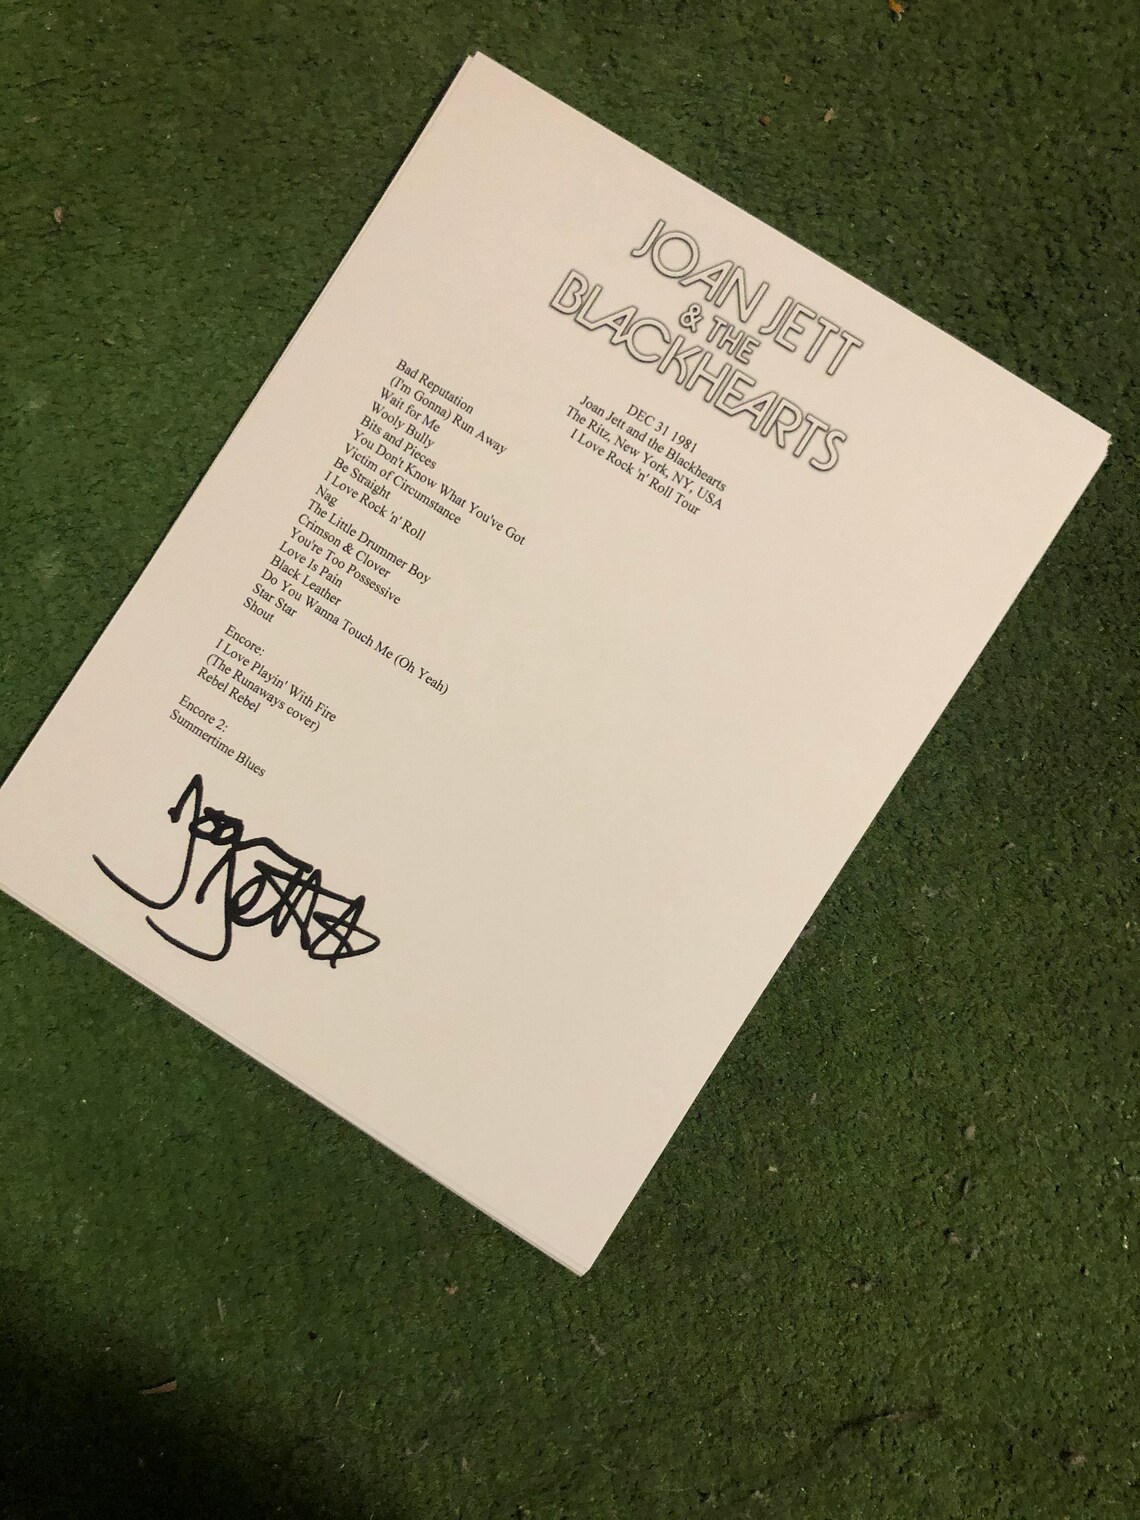 JOAN JETT
& THE
BLACKHEARTS
DEC 31 1981
Joan Jett and the Blackhearts
The Ritz, New York, NY, USA
I Love Rock 'n' Roll Tour
Bad Reputation
(I'm Gonna) Run Away
Wait for Me
Wooly Bully
Bits and Pieces
You Don't Know What You've Got
Victim of Circumstance
Be Straight
I Love Rock 'n' Roll
Nag
The Little Drummer Boy
Crimson & Clover
You're Too Possessive
Love Is Pain
Black Leather
Do You Wanna Touch Me (Oh Yeah)
Star Star
Shout
Encore:
I Love Playin' With Fire
(The Runaways cover)
Rebel Rebel
Encore 2:
Summertime Blues
Joan Jett